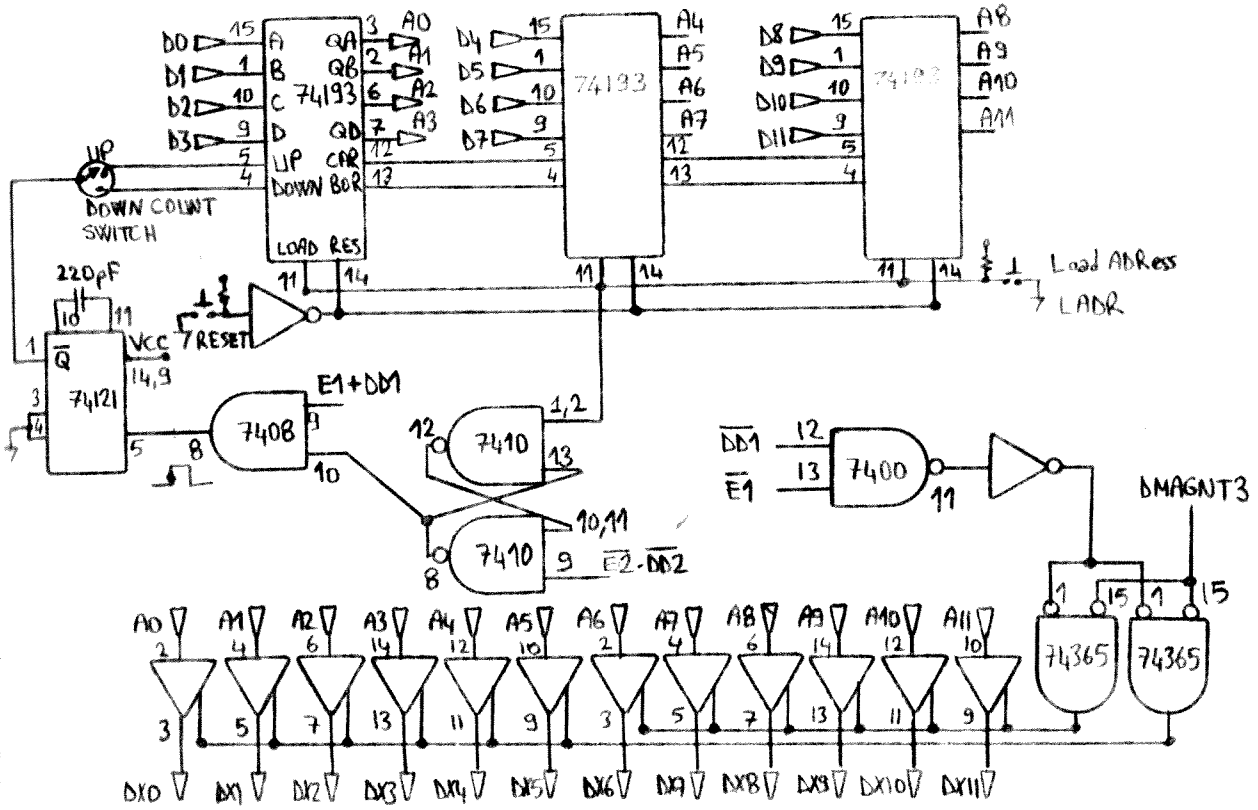 D0 15 A QA 3 A0
D1 1 B QB 2 A1
D2 10 C 74193 6 A2
D3 9 D QD 7 A3
5 UP CAR 12
4 DOWN BOR 13
LOAD RES
11 14
D4 15 A4
D5 1 74193 A5
D6 10 A6
D7 9 A7
5 12
4 13
11 14
D8 15 A8
D9 1 74193 A9
D10 10 A10
D11 9 A11
5
4
11 14
UP
DOWN COUNT
SWITCH
Load ADRess
LADR
220pF
10 11
RESET
1 Q̅ VCC
14,9
3 74121
4 5
E1+DD1
9
8 7408
10
12 7410 1,2
13
10,11
8 7410 9 E̅2̅·D̅D̅2̅
D̅D̅1̅ 12
E̅1̅ 13 7400 11
DMAGNT3
1 15 1 15
74365 74365
A0 A1 A2 A3 A4 A5 A6 A7 A8 A9 A10 A11
2 4 6 14 12 10 2 4 6 14 12 10
3 5 7 13 11 9 3 5 7 13 11 9
DX0 DX1 DX2 DX3 DX4 DX5 DX6 DX7 DX8 DX9 DX10 DX11